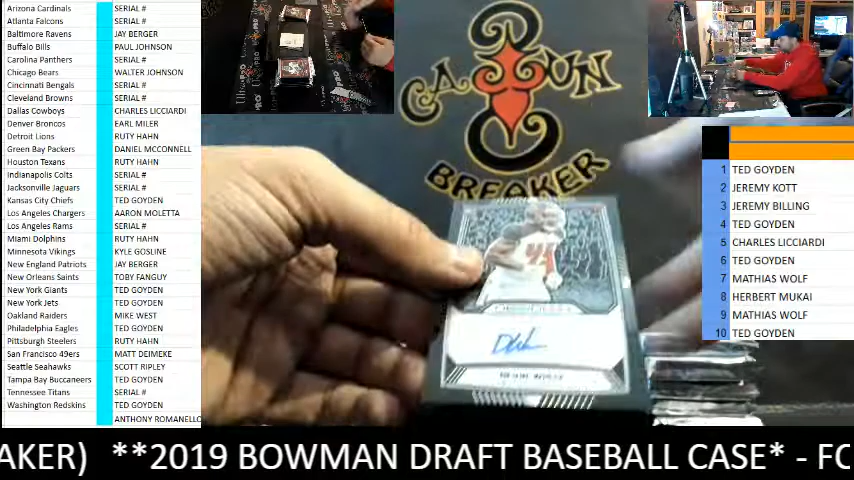 Arizona Cardinals SERIAL #
Atlanta Falcons SERIAL #
Baltimore Ravens JAY BERGER
Buffalo Bills PAUL JOHNSON
Carolina Panthers SERIAL #
Chicago Bears WALTER JOHNSON
Cincinnati Bengals SERIAL #
Cleveland Browns SERIAL #
Dallas Cowboys CHARLES LICCIARDI
Denver Broncos EARL MILER
Detroit Lions RUTY HAHN
Green Bay Packers DANIEL MCCONNELL
Houston Texans RUTY HAHN
Indianapolis Colts SERIAL #
Jacksonville Jaguars SERIAL #
Kansas City Chiefs TED GOYDEN
Los Angeles Chargers AARON MOLETTA
Los Angeles Rams SERIAL #
Miami Dolphins RUTY HAHN
Minnesota Vikings KYLE GOSLINE
New England Patriots JAY BERGER
New Orleans Saints TOBY FANGUY
New York Giants TED GOYDEN
New York Jets TED GOYDEN
Oakland Raiders MIKE WEST
Philadelphia Eagles TED GOYDEN
Pittsburgh Steelers RUTY HAHN
San Francisco 49ers MATT DEIMEKE
Seattle Seahawks SCOTT RIPLEY
Tampa Bay Buccaneers TED GOYDEN
Tennessee Titans SERIAL #
Washington Redskins TED GOYDEN
ANTHONY ROMANELLO
CAJUN
BREAKER
1 TED GOYDEN
2 JEREMY KOTT
3 JEREMY BILLING
4 TED GOYDEN
5 CHARLES LICCIARDI
6 TED GOYDEN
7 MATHIAS WOLF
8 HERBERT MUKAI
9 MATHIAS WOLF
10 TED GOYDEN
AKER) **2019 BOWMAN DRAFT BASEBALL CASE* - FO